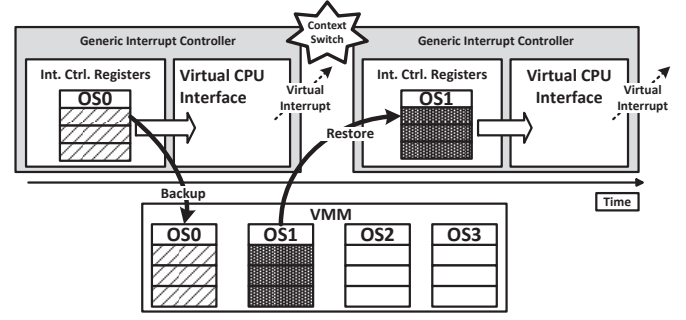 Context
Switch
Generic Interrupt Controller
Generic Interrupt Controller
Int. Ctrl. Registers
OS0
Virtual CPU
Interface
Virtual
Interrupt
Int. Ctrl. Registers
OS1
Virtual CPU
Interface
Virtual
Interrupt
Restore
Backup
Time
VMM
OS0
OS1
OS2
OS3